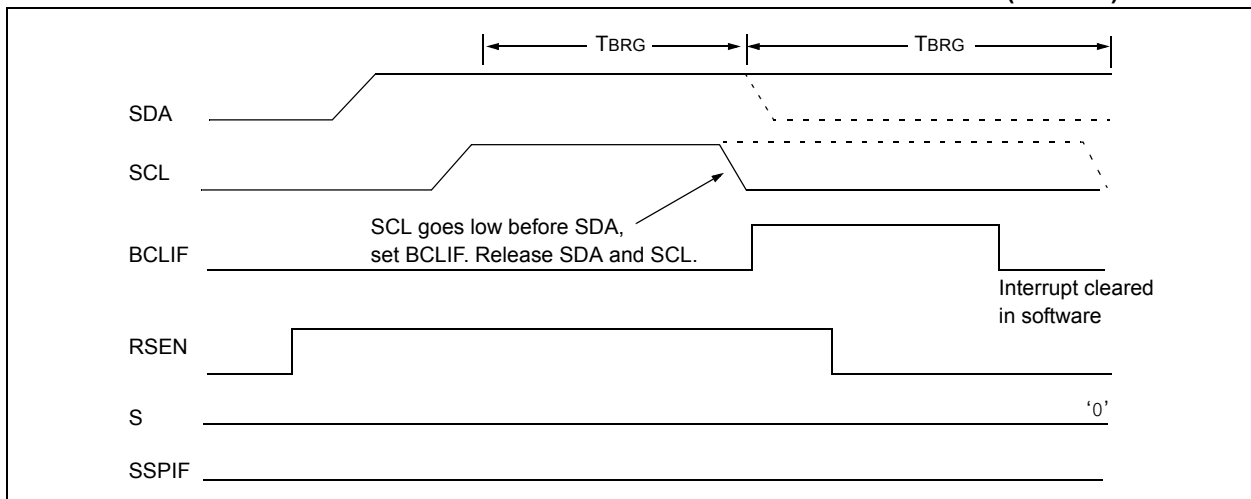 TBRG TBRG
SDA
SCL
SCL goes low before SDA,
set BCLIF. Release SDA and SCL.
BCLIF
Interrupt cleared
in software
RSEN
S ‘0’
SSPIF